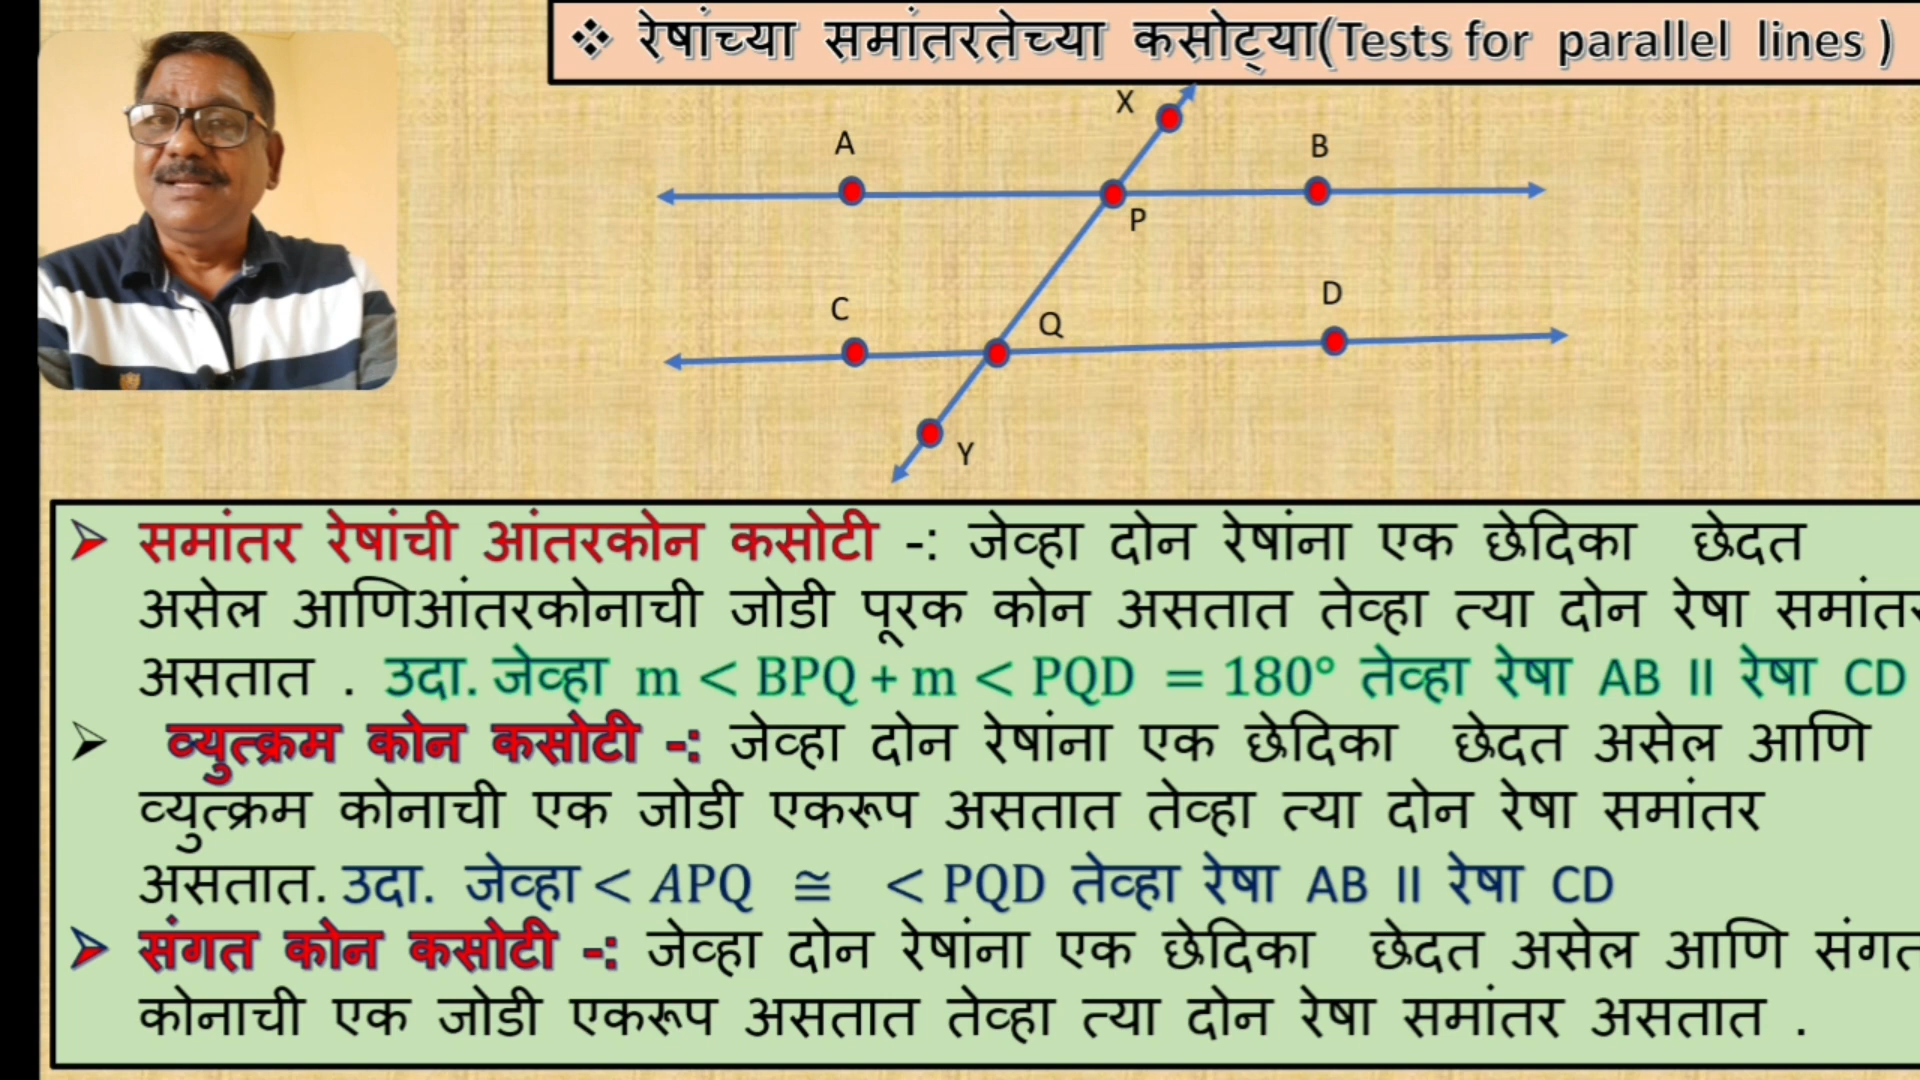 ❖ रेषांच्या समांतरतेच्या कसोट्या(Tests for parallel lines )
X
A
B
P
C
D
Q
Y
➢ समांतर रेषांची आंतरकोन कसोटी -: जेव्हा दोन रेषांना एक छेदिका छेदत
असेल आणिआंतरकोनाची जोडी पूरक कोन असतात तेव्हा त्या दोन रेषा समांतर
असतात . उदा. जेव्हा m < BPQ + m < PQD = 180° तेव्हा रेषा AB II रेषा CD
➢ व्युत्क्रम कोन कसोटी -: जेव्हा दोन रेषांना एक छेदिका छेदत असेल आणि
व्युत्क्रम कोनाची एक जोडी एकरूप असतात तेव्हा त्या दोन रेषा समांतर
असतात. उदा. जेव्हा < APQ ≅ < PQD तेव्हा रेषा AB II रेषा CD
➢ संगत कोन कसोटी -: जेव्हा दोन रेषांना एक छेदिका छेदत असेल आणि संगत
कोनाची एक जोडी एकरूप असतात तेव्हा त्या दोन रेषा समांतर असतात .